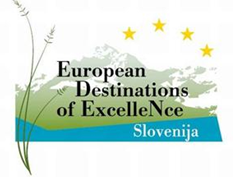 European
Destinations
of ExcelleNce
Slovenija